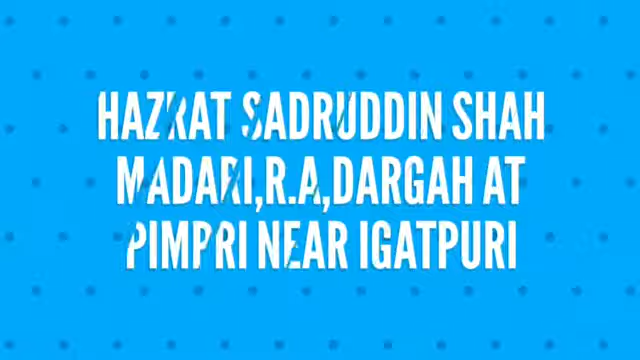 HAZRAT SADRUDDIN SHAH
MADARI,R.A,DARGAH AT
PIMPRI NEAR IGATPURI